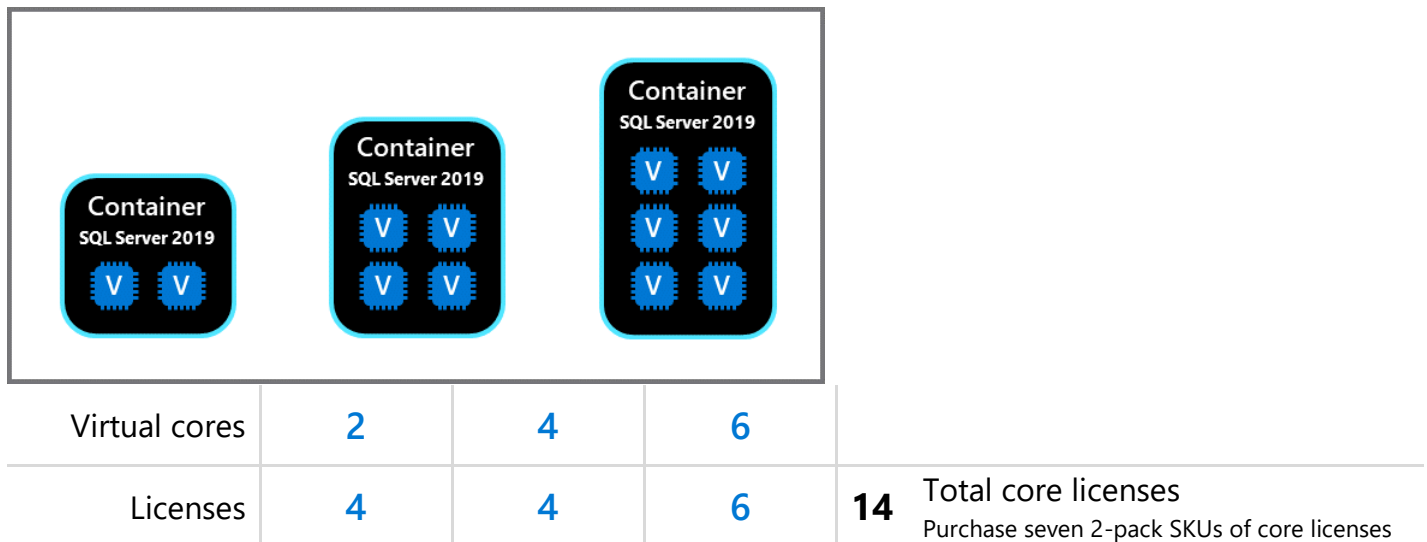 Container
SQL Server 2019
V V
V V
V V
Container
SQL Server 2019
V V
V V
Container
SQL Server 2019
V V
Virtual cores 2 4 6
Licenses 4 4 6 14 Total core licenses
Purchase seven 2-pack SKUs of core licenses